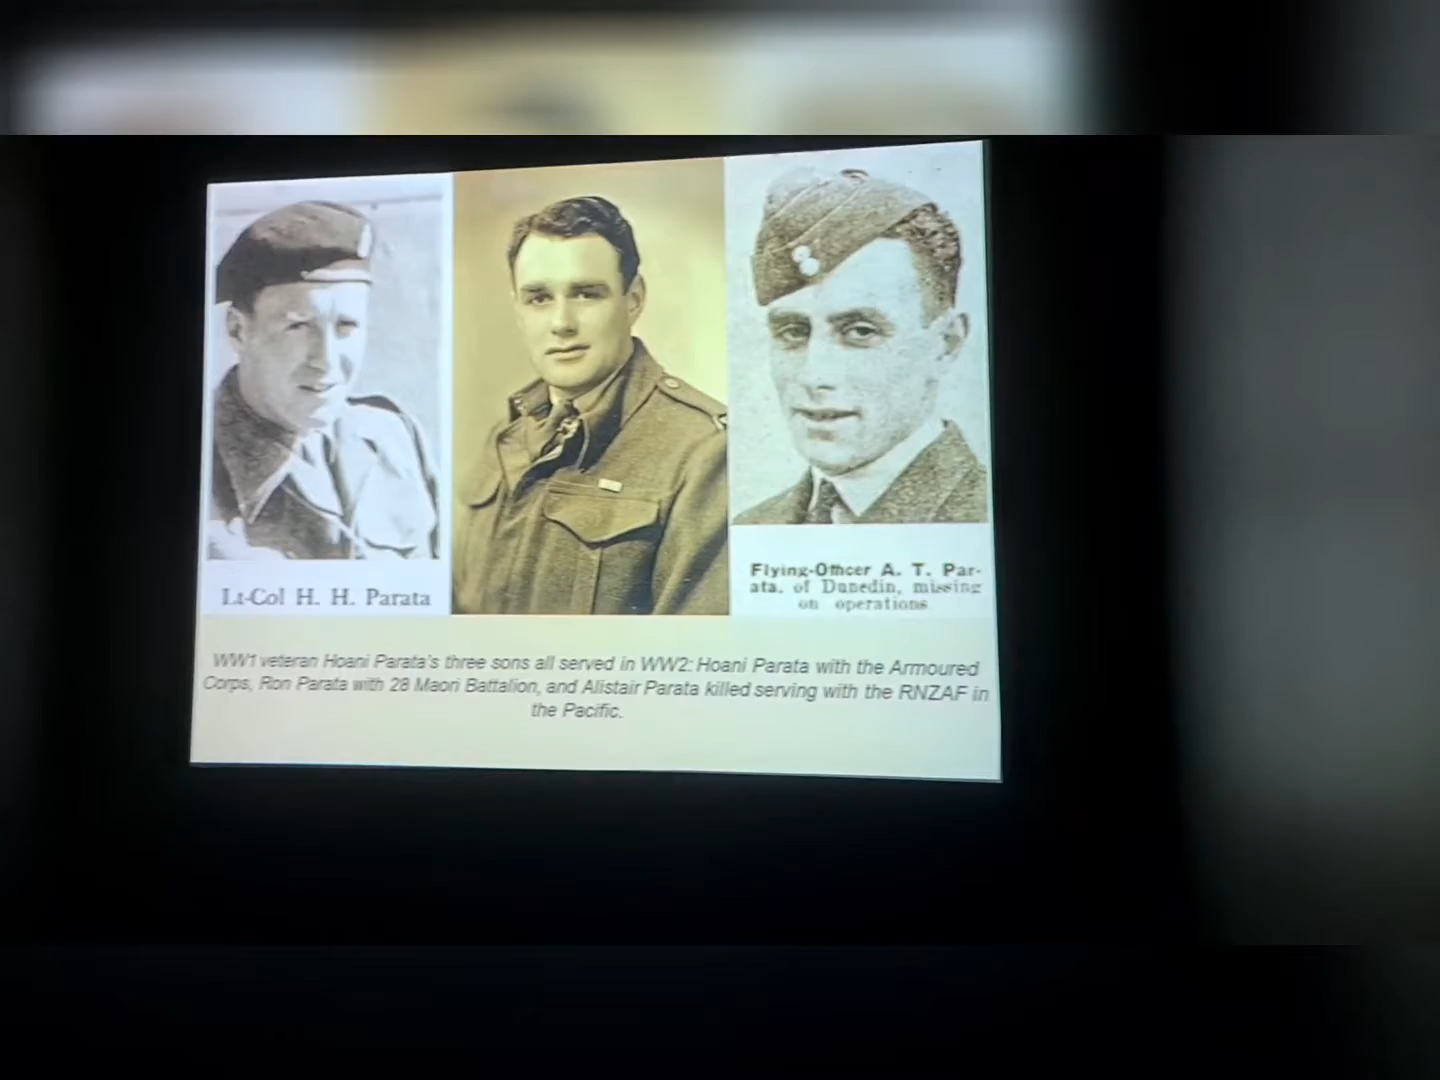 Lt-Col H. H. Parata
Flying-Officer A. T. Par-
ata, of Dunedin, missing
on operations
WW1 veteran Hoani Parata's three sons all served in WW2: Hoani Parata with the Armoured
Corps, Ron Parata with 28 Maori Battalion, and Alistair Parata killed serving with the RNZAF in
the Pacific.